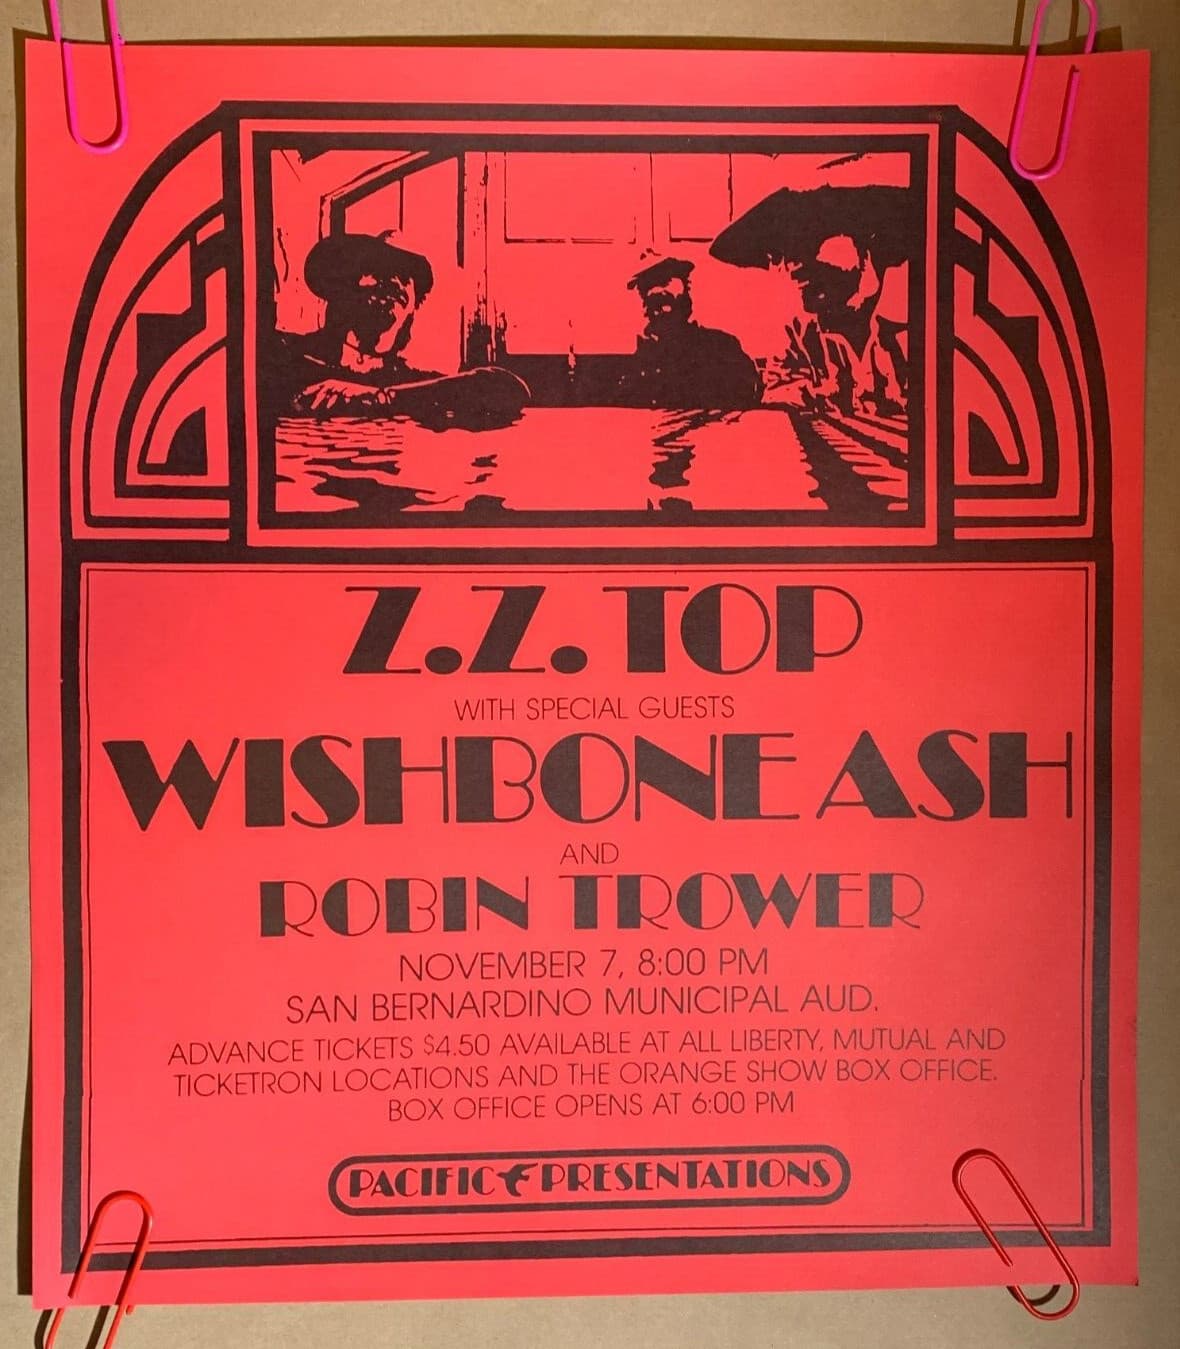 Z.Z. TOP
WITH SPECIAL GUESTS
WISHBONE ASH
AND
ROBIN TROWER
NOVEMBER 7, 8:00 PM
SAN BERNARDINO MUNICIPAL AUD.
ADVANCE TICKETS $4.50 AVAILABLE AT ALL LIBERTY, MUTUAL AND
TICKETRON LOCATIONS AND THE ORANGE SHOW BOX OFFICE.
BOX OFFICE OPENS AT 6:00 PM
PACIFIC PRESENTATIONS